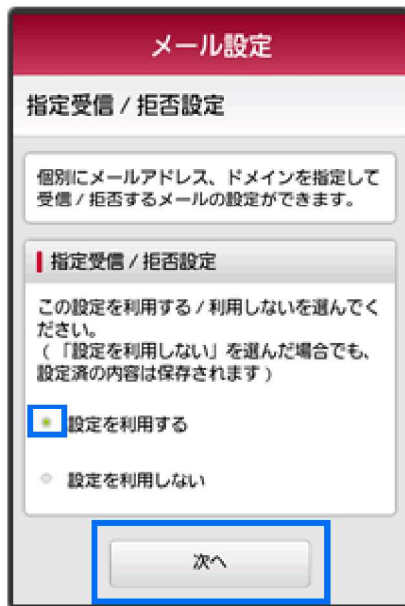 メール設定
指定受信 / 拒否設定
個別にメールアドレス、ドメインを指定して
受信 / 拒否するメールの設定ができます。
指定受信 / 拒否設定
この設定を利用する / 利用しないを選んでく
ださい。
( 「設定を利用しない」を選んだ場合でも、
設定済の内容は保存されます )
設定を利用する
設定を利用しない
次へ